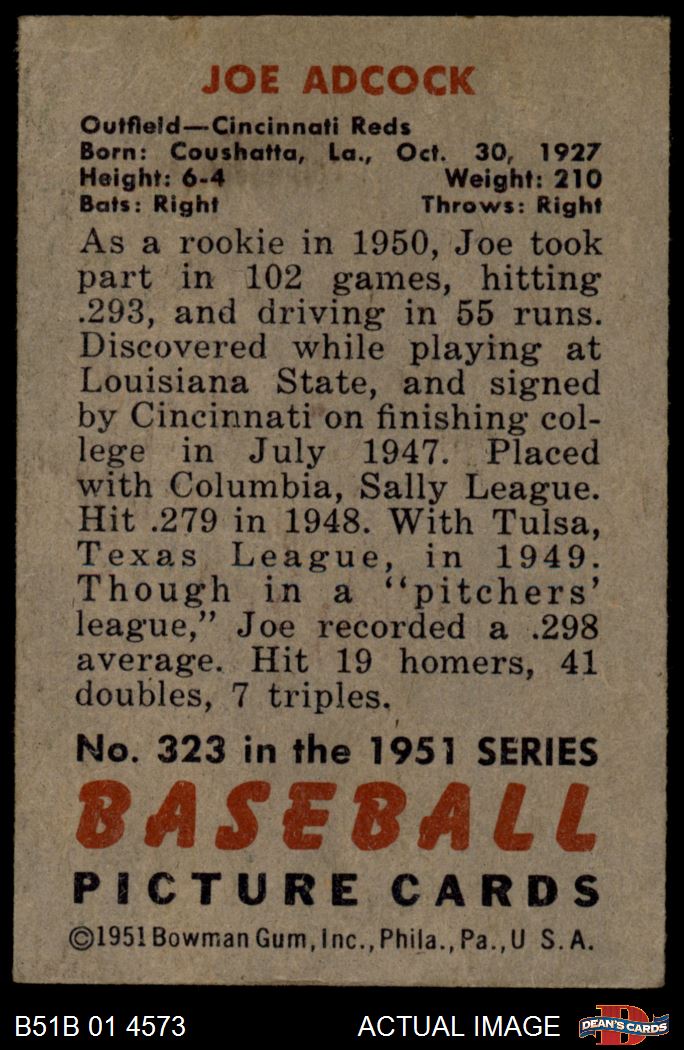 JOE ADCOCK
Outfield—Cincinnati Reds
Born: Coushatta, La., Oct. 30, 1927
Height: 6-4 Weight: 210
Bats: Right Throws: Right
As a rookie in 1950, Joe took
part in 102 games, hitting
.293, and driving in 55 runs.
Discovered while playing at
Louisiana State, and signed
by Cincinnati on finishing col-
lege in July 1947. Placed
with Columbia, Sally League.
Hit .279 in 1948. With Tulsa,
Texas League, in 1949.
Though in a “pitchers’
league,” Joe recorded a .298
average. Hit 19 homers, 41
doubles, 7 triples.
No. 323 in the 1951 SERIES
BASEBALL
PICTURE CARDS
©1951 Bowman Gum, Inc., Phila., Pa., U S. A.
B51B 01 4573 ACTUAL IMAGE
D
DEAN'S CARDS